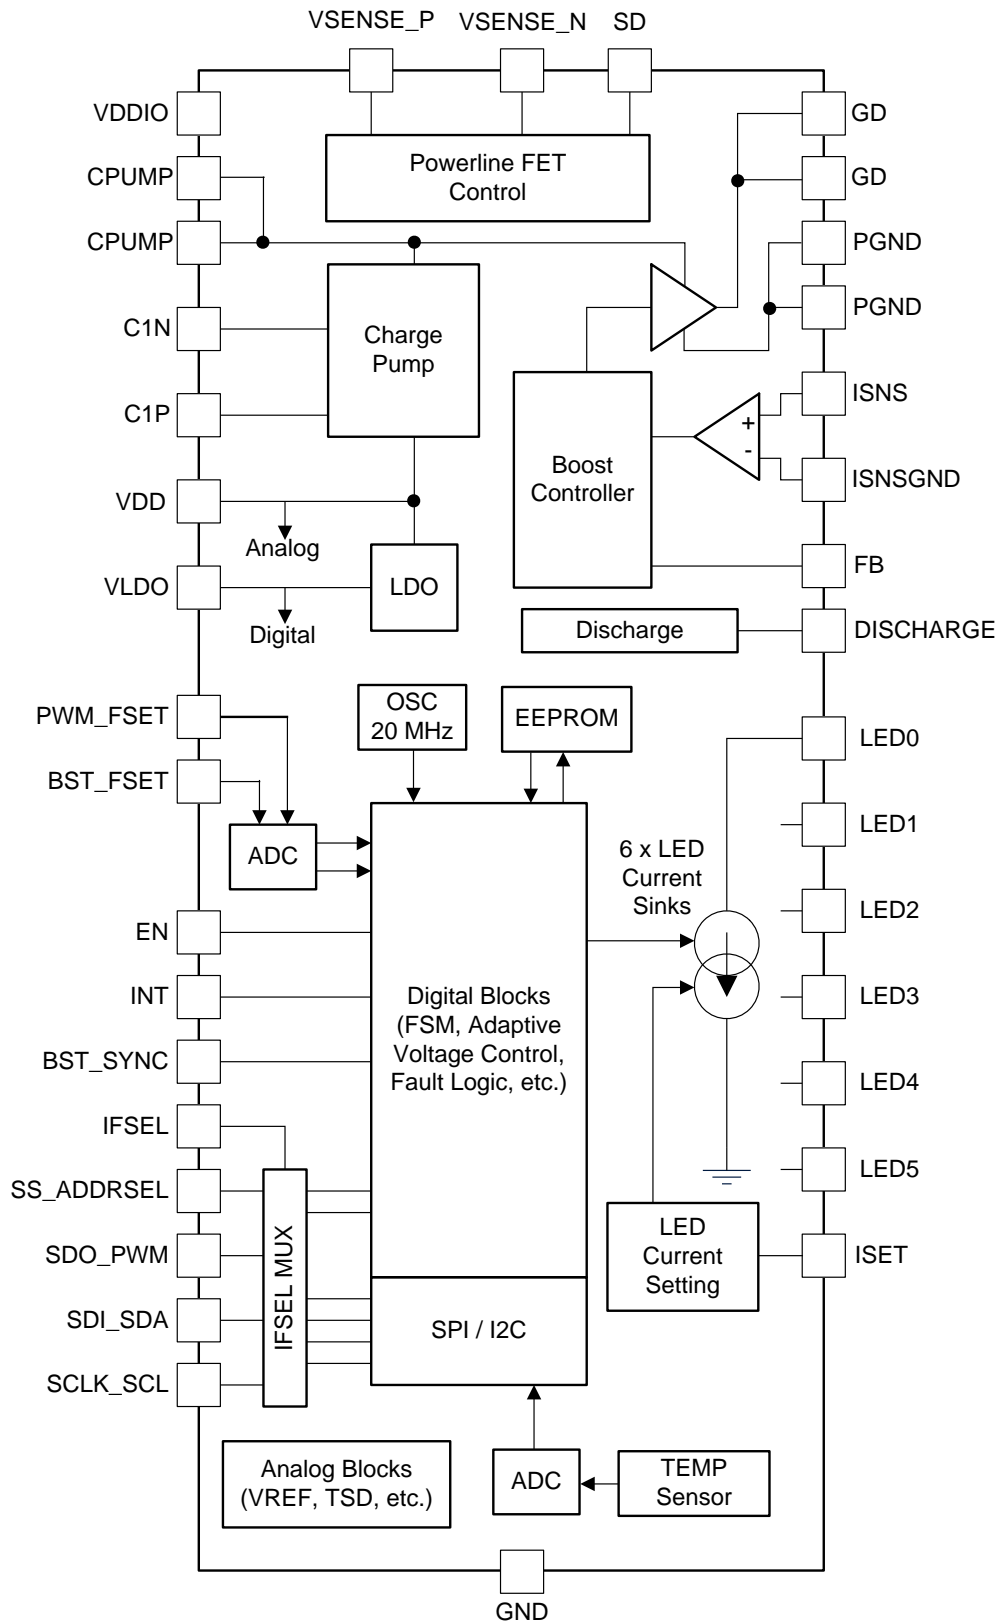 VSENSE_P
VSENSE_N
SD
VDDIO
CPUMP
CPUMP
C1N
C1P
VDD
VLDO
PWM_FSET
BST_FSET
EN
INT
BST_SYNC
IFSEL
SS_ADDRSEL
SDO_PWM
SDI_SDA
SCLK_SCL
Powerline FET
Control
Charge
Pump
Boost
Controller
+
-
Analog
LDO
Digital
Discharge
OSC
20 MHz
EEPROM
ADC
6 x LED
Current
Sinks
Digital Blocks
(FSM, Adaptive
Voltage Control,
Fault Logic, etc.)
IFSEL MUX
SPI / I2C
LED
Current
Setting
Analog Blocks
(VREF, TSD, etc.)
ADC
TEMP
Sensor
GD
GD
PGND
PGND
ISNS
ISNSGND
FB
DISCHARGE
LED0
LED1
LED2
LED3
LED4
LED5
ISET
GND